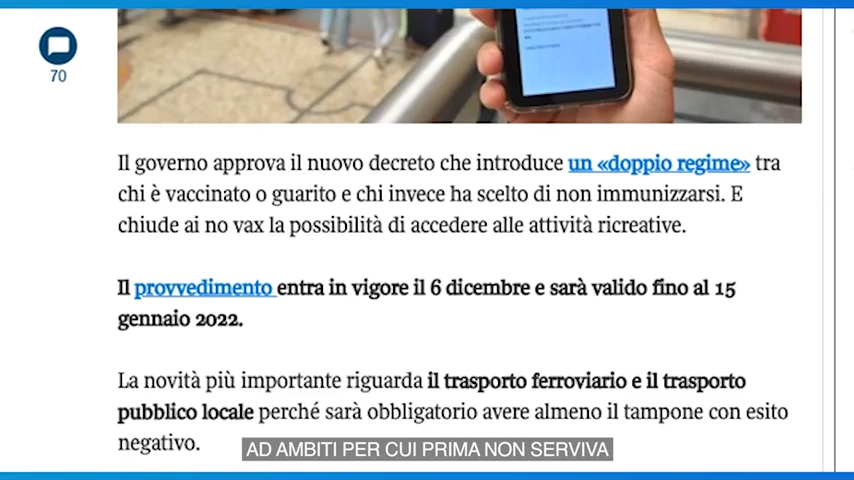 70
Il governo approva il nuovo decreto che introduce un «doppio regime» tra
chi è vaccinato o guarito e chi invece ha scelto di non immunizzarsi. E
chiude ai no vax la possibilità di accedere alle attività ricreative.
Il provvedimento entra in vigore il 6 dicembre e sarà valido fino al 15
gennaio 2022.
La novità più importante riguarda il trasporto ferroviario e il trasporto
pubblico locale perché sarà obbligatorio avere almeno il tampone con esito
negativo.
AD AMBITI PER CUI PRIMA NON SERVIVA